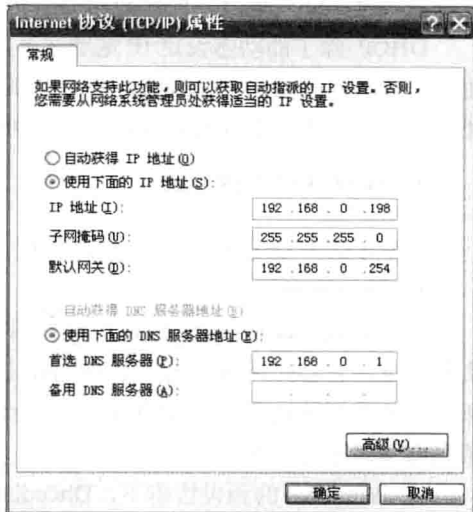 Internet 协议 (TCP/IP) 属性
常规
如果网络支持此功能，则可以获取自动指派的 IP 设置。否则，
您需要从网络系统管理员处获得适当的 IP 设置。
自动获得 IP 地址(O)
使用下面的 IP 地址(S):
IP 地址(I): 192 .168 . 0 .198
子网掩码(U): 255 .255 .255 . 0
默认网关(D): 192 .168 . 0 .254
自动获得 DNS 服务器地址(B)
使用下面的 DNS 服务器地址(E):
首选 DNS 服务器(P): 192 .168 . 0 . 1
备用 DNS 服务器(A): . . .
高级(V)...
确定 取消